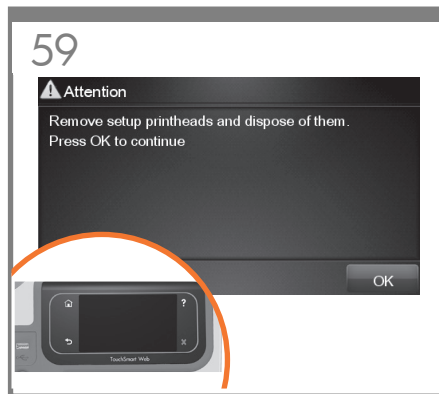 59
Attention
Remove setup printheads and dispose of them.
Press OK to continue
OK
?
x
TouchSmart Web